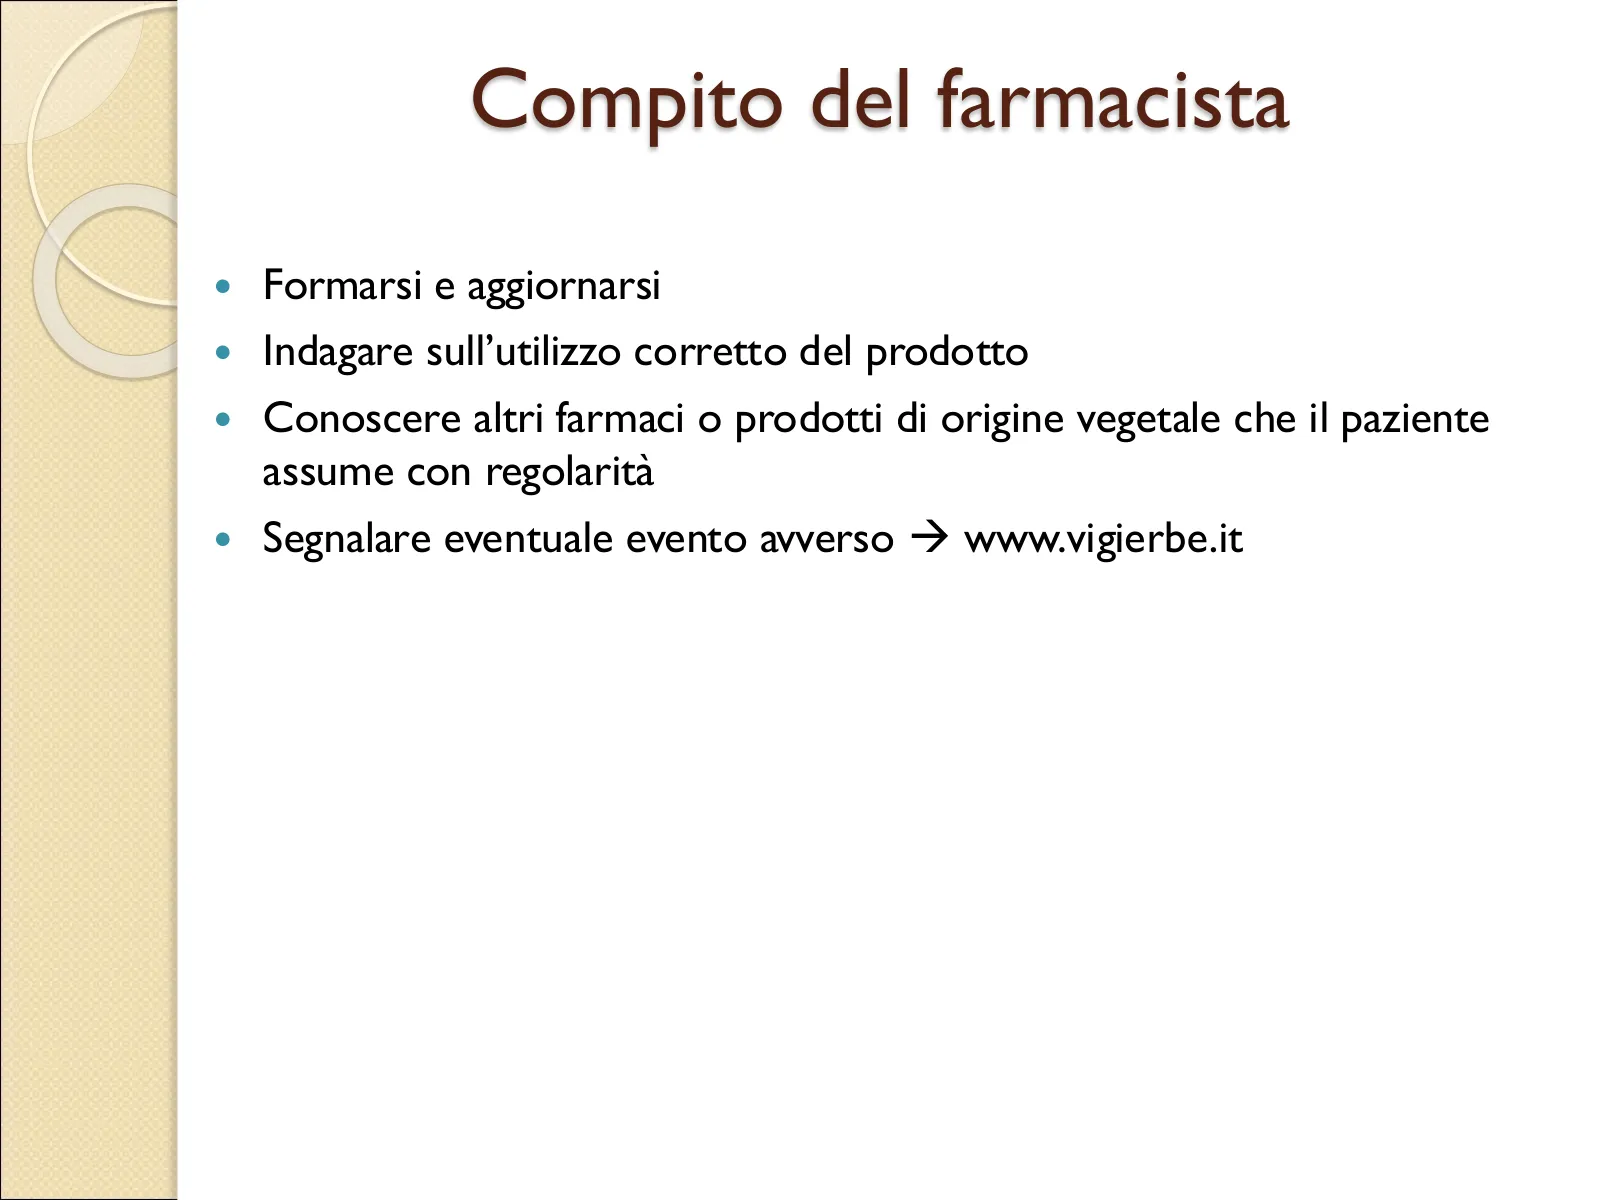 Compito del farmacista
• Formarsi e aggiornarsi
• Indagare sull’utilizzo corretto del prodotto
• Conoscere altri farmaci o prodotti di origine vegetale che il paziente
assume con regolarità
• Segnalare eventuale evento avverso → www.vigierbe.it